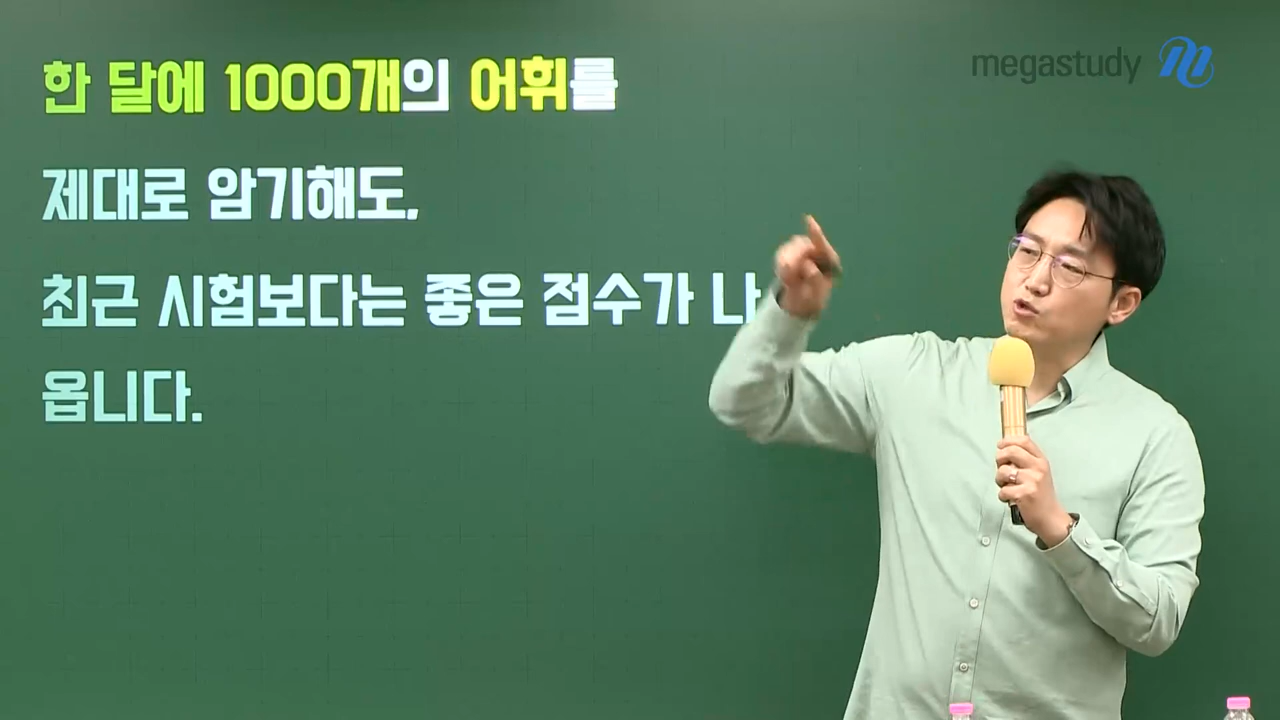 megastudy
한 달에 1000개의 어휘를
제대로 암기해도,
최근 시험보다는 좋은 점수가 나
옵니다.